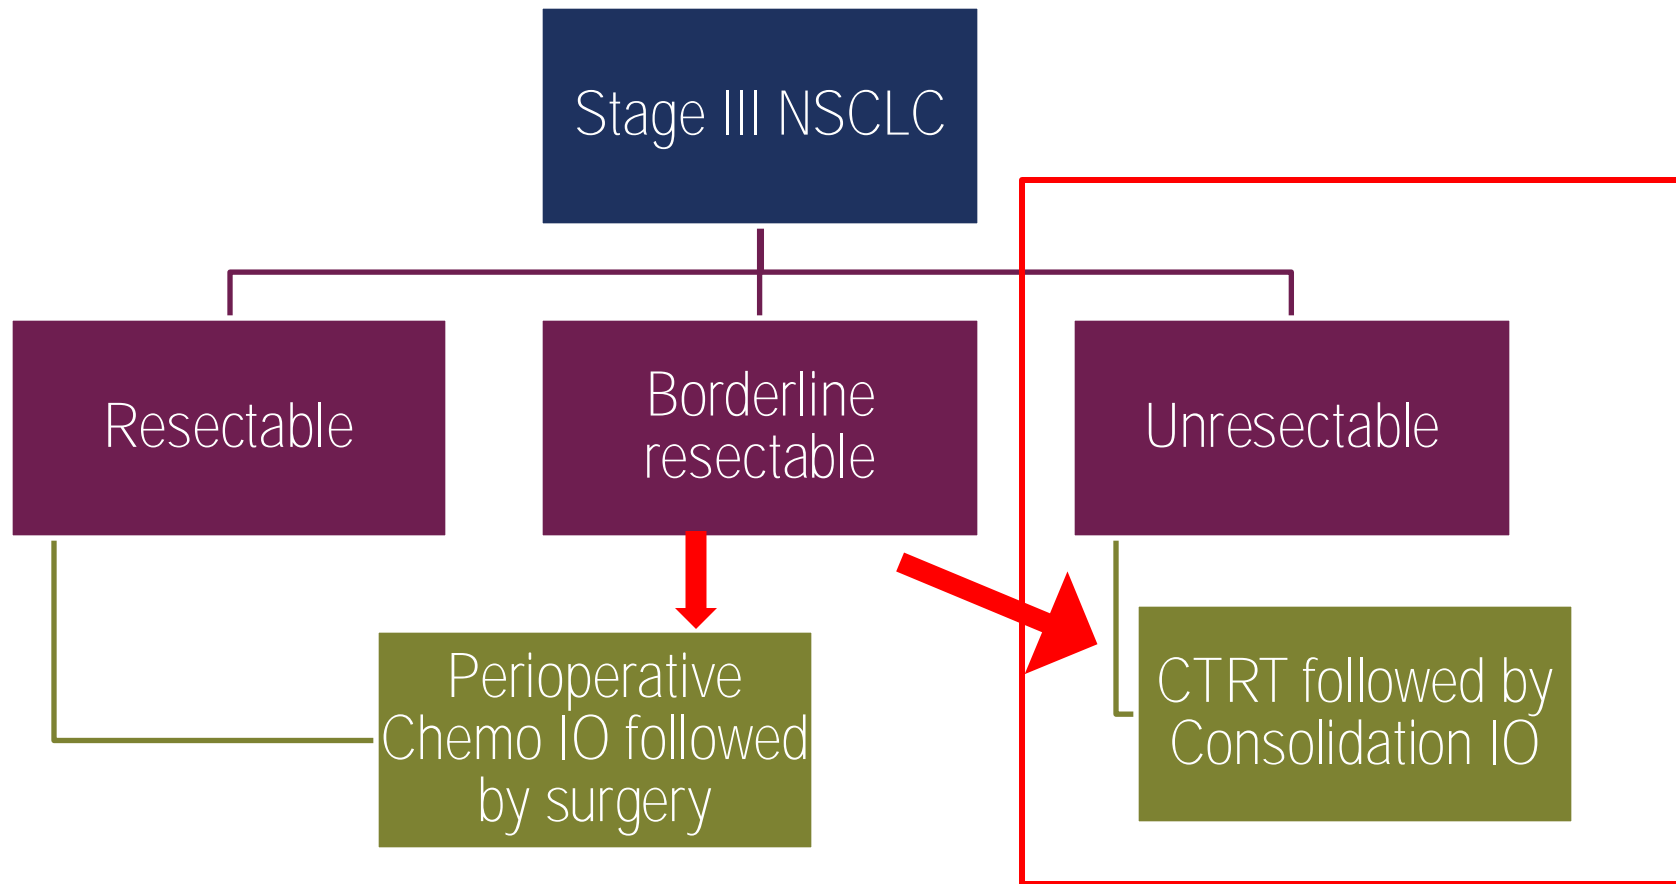 Stage III NSCLC
Resectable
Borderline
resectable
Unresectable
Perioperative
Chemo IO followed
by surgery
CTRT followed by
Consolidation IO